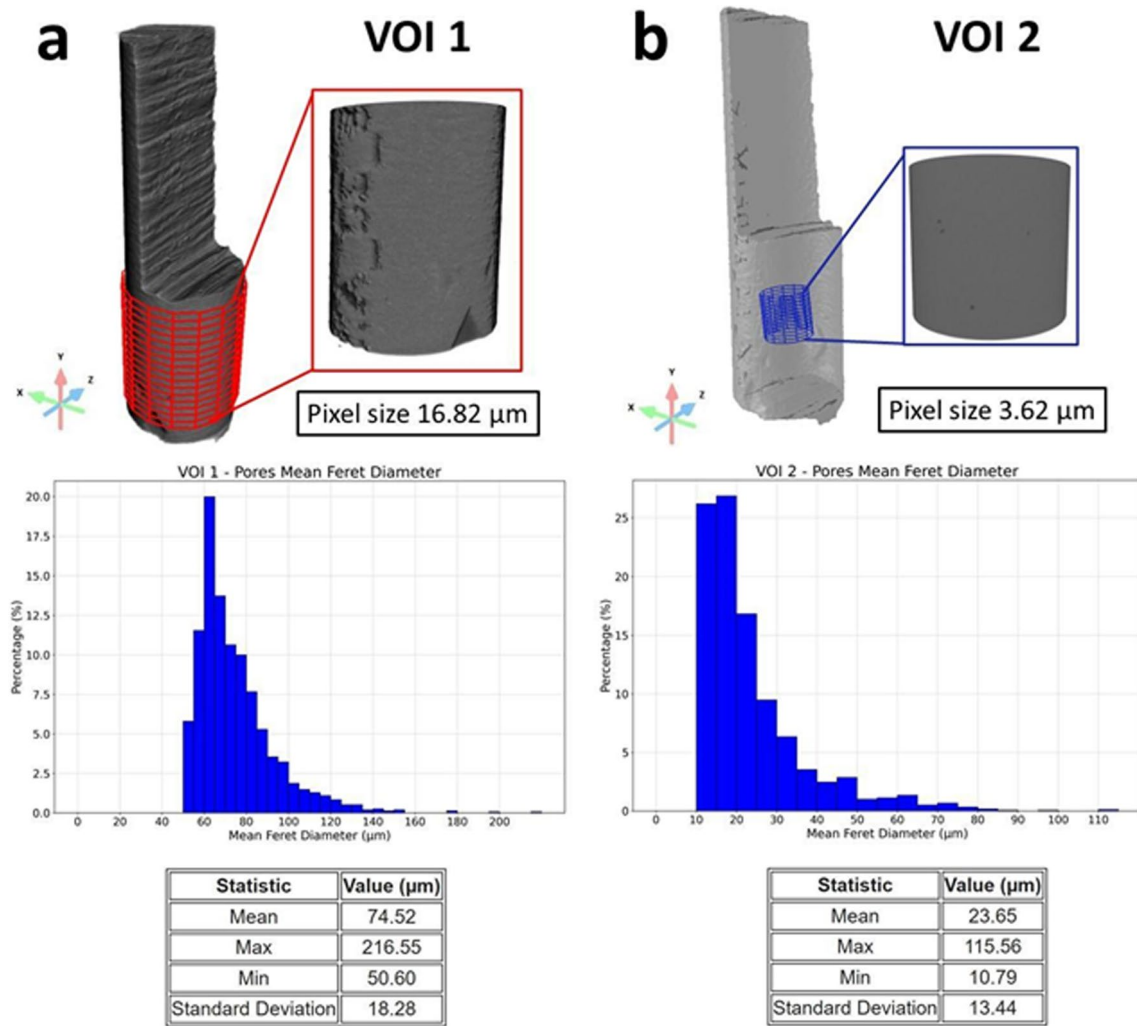 a VOI 1
Y
X Z
Pixel size 16.82 µm
VOI 1 - Pores Mean Feret Diameter
20.0
17.5
15.0
12.5
10.0
7.5
5.0
2.5
0.0
Percentage (%)
0 20 40 60 80 100 120 140 160 180 200
Mean Feret Diameter (µm)
Statistic Value (µm)
Mean 74.52
Max 216.55
Min 50.60
Standard Deviation 18.28
b VOI 2
Y
X Z
Pixel size 3.62 µm
VOI 2 - Pores Mean Feret Diameter
25
20
15
10
5
0
Percentage (%)
0 10 20 30 40 50 60 70 80 90 100 110
Mean Feret Diameter (µm)
Statistic Value (µm)
Mean 23.65
Max 115.56
Min 10.79
Standard Deviation 13.44